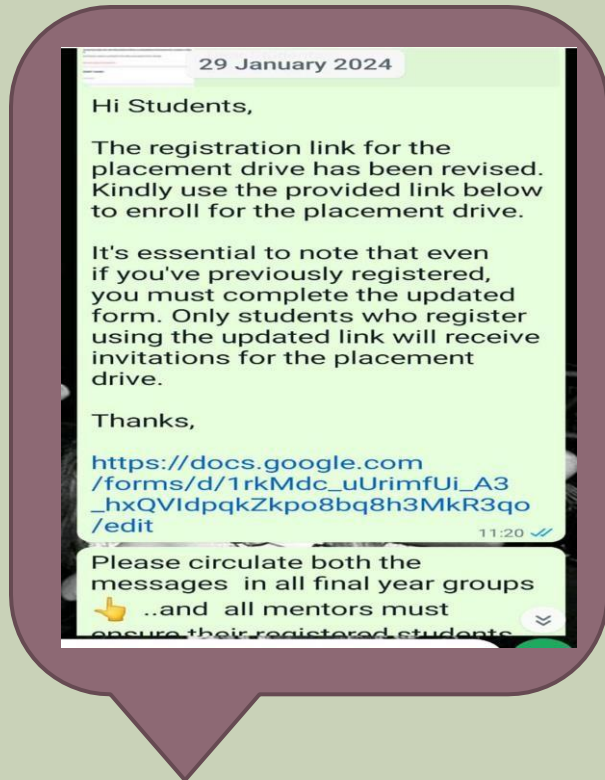 29 January 2024
Hi Students,
The registration link for the
placement drive has been revised.
Kindly use the provided link below
to enroll for the placement drive.
It's essential to note that even
if you've previously registered,
you must complete the updated
form. Only students who register
using the updated link will receive
invitations for the placement
drive.
Thanks,
https://docs.google.com
/forms/d/1rkMdc_uUrimfUi_A3
_hxQVIdpqkZkpo8bq8h3MkR3qo
/edit
11:20
Please circulate both the
messages in all final year groups
👆 ..and all mentors must
ensure their registered students